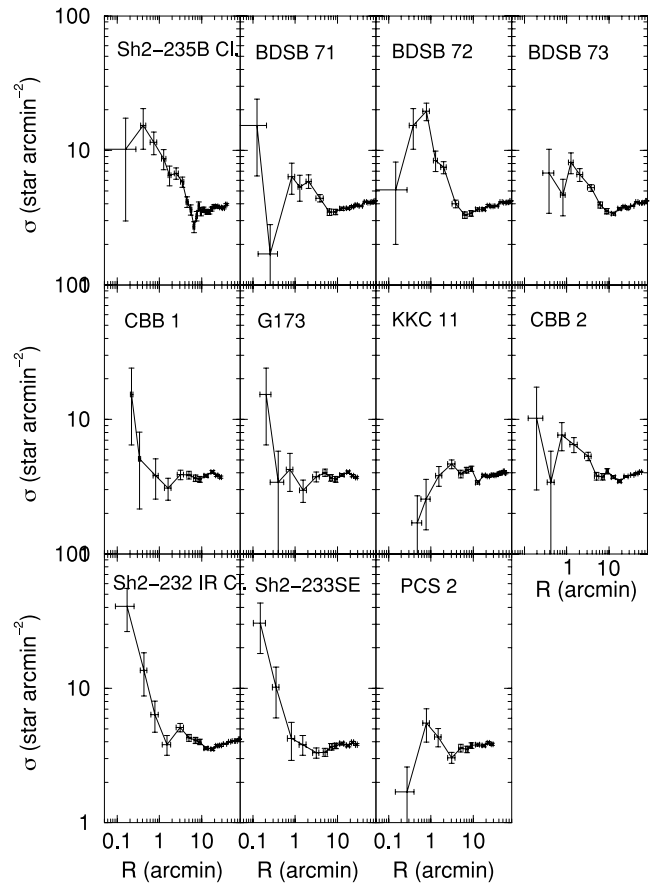 100
Sh2−235B Cl.
BDSB 71
BDSB 72
BDSB 73
σ (star arcmin−2)
10
100
CBB 1
G173
KKC 11
CBB 2
σ (star arcmin−2)
10
100
0.1 1 10
R (arcmin)
Sh2−232 IR C.
Sh2−233SE
PCS 2
σ (star arcmin−2)
10
1
0.1 1 10
0.1 1 10
0.1 1 10
R (arcmin)
R (arcmin)
R (arcmin)